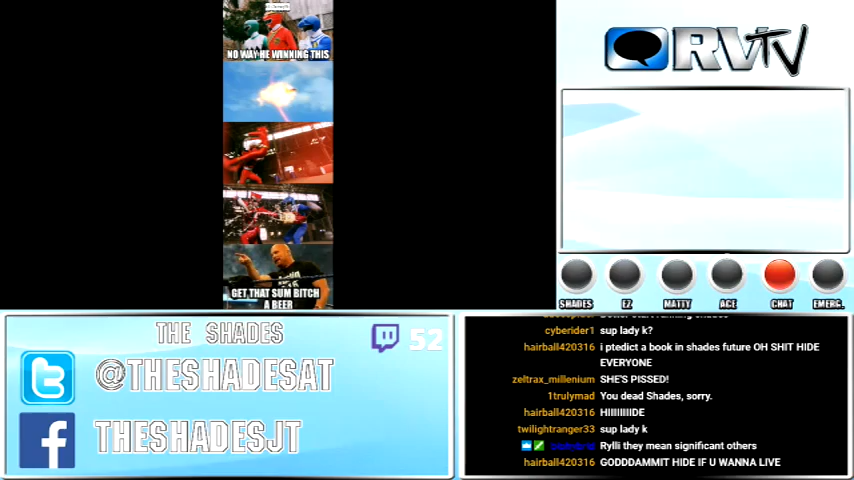 NO WAY HE WINNING THIS
GET THAT SUM BITCH
A BEER
RVTV
SHADES
EZ
MATTY
ACE
CHAT
EMERG.
THE SHADES
52
@THESHADESAT
THESHADESJT
cyberider1 sup lady k?
hairball420316 i ptedict a book in shades future OH SHIT HIDE
EVERYONE
zeltrax_millenium SHE'S PISSED!
1trulymad You dead Shades, sorry.
hairball420316 HIIIIIIIIDE
twilightranger33 sup lady k
Rylli they mean significant others
hairball420316 GODDDAMMIT HIDE IF U WANNA LIVE